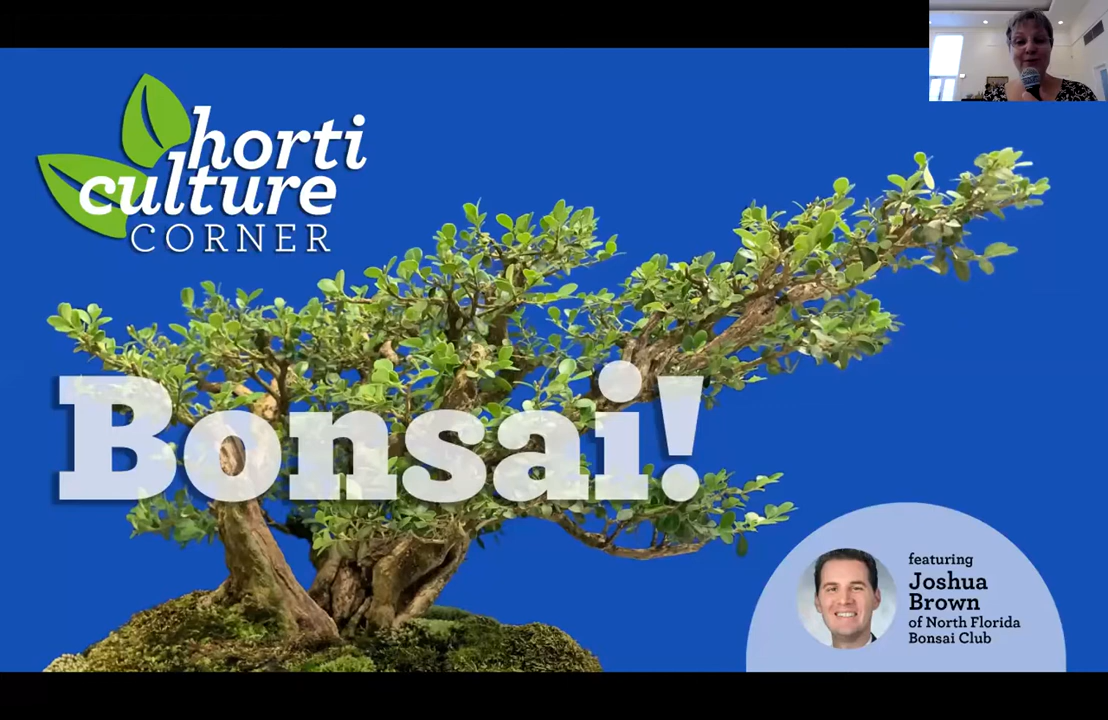 horti
culture
CORNER
Bonsai!
featuring
Joshua
Brown
of North Florida
Bonsai Club